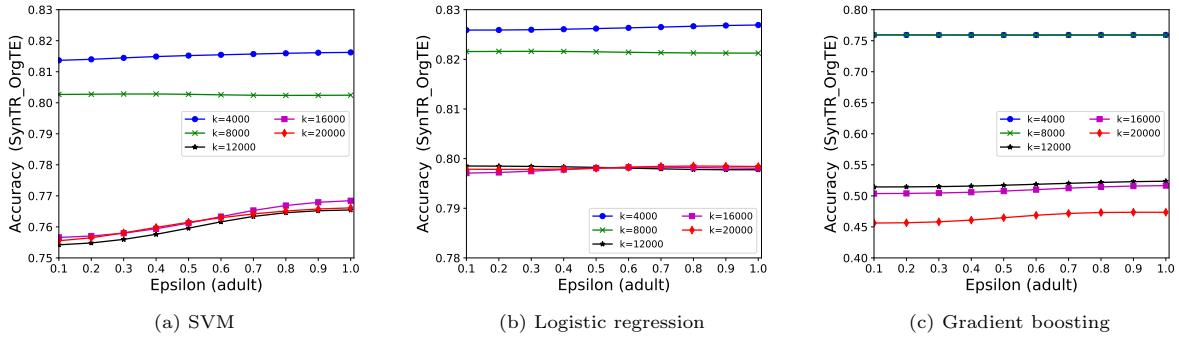 0.83
0.82
0.81
0.80
0.79
0.78
0.77
0.76
0.75
0.1 0.2 0.3 0.4 0.5 0.6 0.7 0.8 0.9 1.0
Accuracy (SynTR_OrgTE)
Epsilon (adult)
k=4000 k=16000
k=8000 k=20000
k=12000
(a) SVM
0.83
0.82
0.81
0.80
0.79
0.78
0.1 0.2 0.3 0.4 0.5 0.6 0.7 0.8 0.9 1.0
Accuracy (SynTR_OrgTE)
Epsilon (adult)
k=4000 k=16000
k=8000 k=20000
k=12000
(b) Logistic regression
0.80
0.75
0.70
0.65
0.60
0.55
0.50
0.45
0.40
0.1 0.2 0.3 0.4 0.5 0.6 0.7 0.8 0.9 1.0
Accuracy (SynTR_OrgTE)
Epsilon (adult)
k=4000 k=16000
k=8000 k=20000
k=12000
(c) Gradient boosting